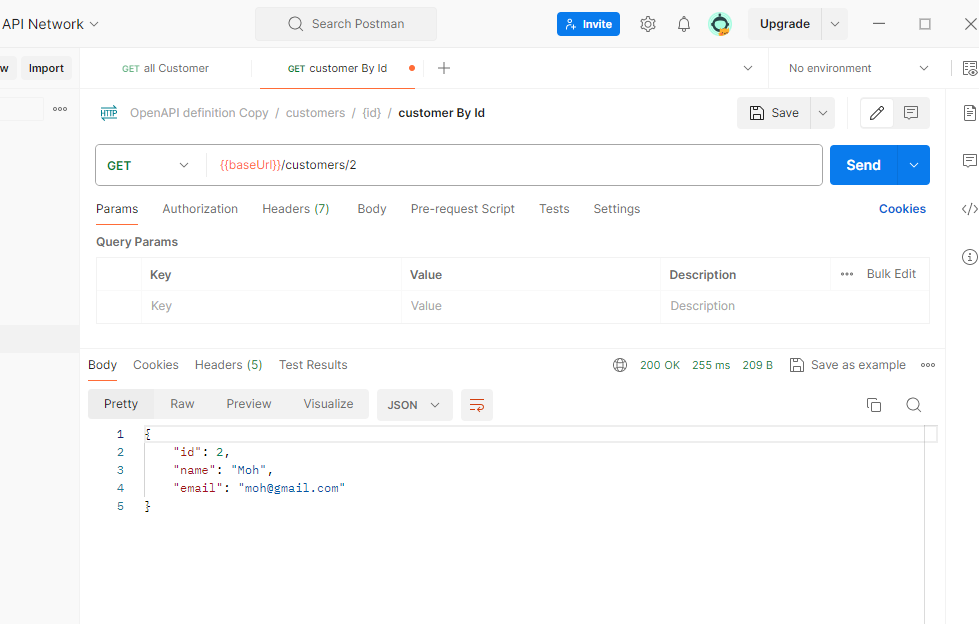 API Network
Search Postman
Invite
Upgrade
w
Import
GET all Customer
GET customer By Id
No environment
HTTP
OpenAPI definition Copy / customers / {id} / customer By Id
Save
GET
{{baseUrl}}/customers/2
Send
Params Authorization Headers (7) Body Pre-request Script Tests Settings Cookies
Query Params
Key Value Description Bulk Edit
Key Value Description
Body Cookies Headers (5) Test Results 200 OK 255 ms 209 B Save as example
Pretty Raw Preview Visualize JSON
1 {
2 "id": 2,
3 "name": "Moh",
4 "email": "moh@gmail.com"
5 }